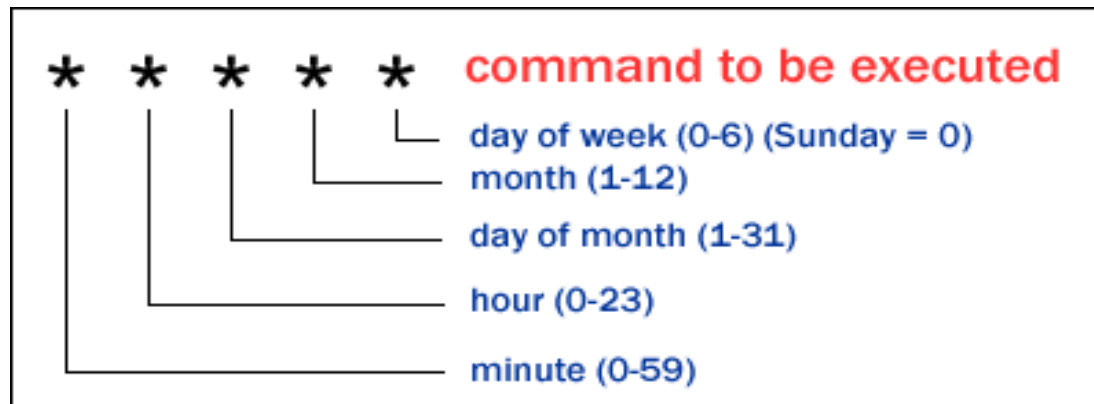 * * * * * command to be executed
day of week (0-6) (Sunday = 0)
month (1-12)
day of month (1-31)
hour (0-23)
minute (0-59)